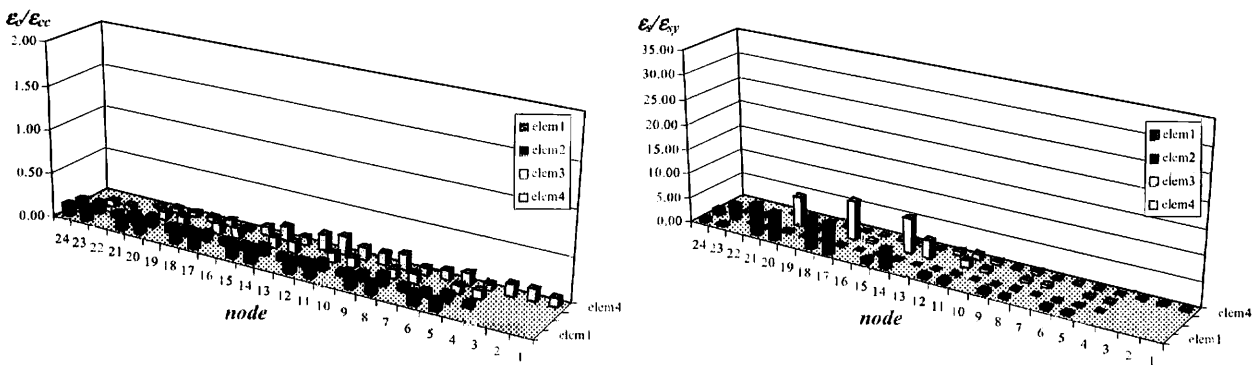 εc/εcc
2.00
1.50
1.00
0.50
0.00
elem1
elem2
elem3
elem4
24 23 22 21 20 19 18 17 16 15 14 13 12 11 10 9 8 7 6 5 4 3 2 1
node
elem4
elem1
εs/εsy
35.00
30.00
25.00
20.00
15.00
10.00
5.00
0.00
elem1
elem2
elem3
elem4
24 23 22 21 20 19 18 17 16 15 14 13 12 11 10 9 8 7 6 5 4 3 2 1
node
elem4
elem1